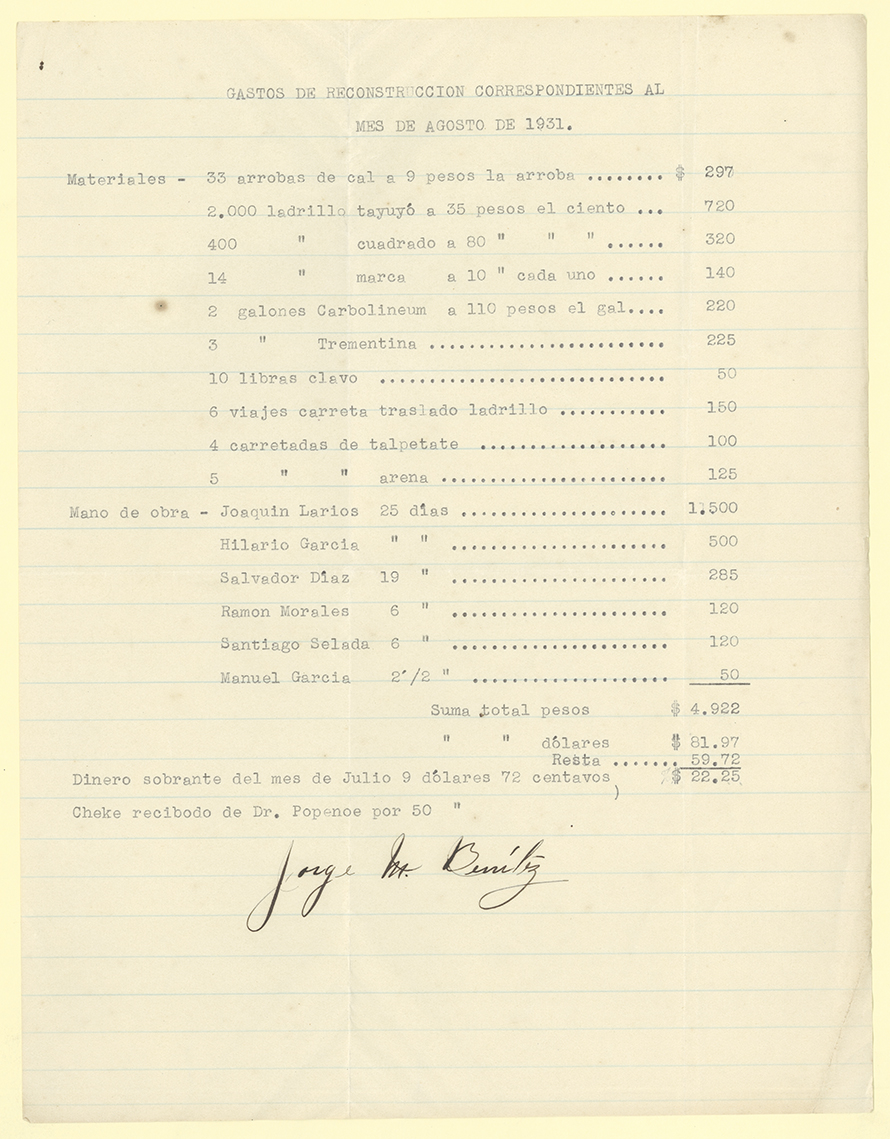 GASTOS DE RECONSTRUCCION CORRESPONDIENTES AL
MES DE AGOSTO DE 1931.
Materiales - 33 arrobas de cal a 9 pesos la arroba ........ $ 297
2.000 ladrillo tayuyó a 35 pesos el ciento ... 720
400 " cuadrado a 80 " " " ...... 320
14 " marca a 10 " cada uno ...... 140
2 galones Carbolineum a 110 pesos el gal.... 220
3 " Trementina ........................ 225
10 libras clavo ............................. 50
6 viajes carreta traslado ladrillo ........... 150
4 carretadas de talpetate ................... 100
5 " " arena ....................... 125
Mano de obra - Joaquin Larios 25 días ..................... 1.500
Hilario Garcia " " ...................... 500
Salvador Díaz 19 " ...................... 285
Ramon Morales 6 " ...................... 120
Santiago Selada 6 " ...................... 120
Manuel Garcia 2'/2 " .................... 50
Suma total pesos $ 4.922
" " dólares $ 81.97
Resta ....... 59.72
Dinero sobrante del mes de Julio 9 dólares 72 centavos $ 22.25
)
Cheke recibodo de Dr. Popenoe por 50 "
Jorge M. Benítez